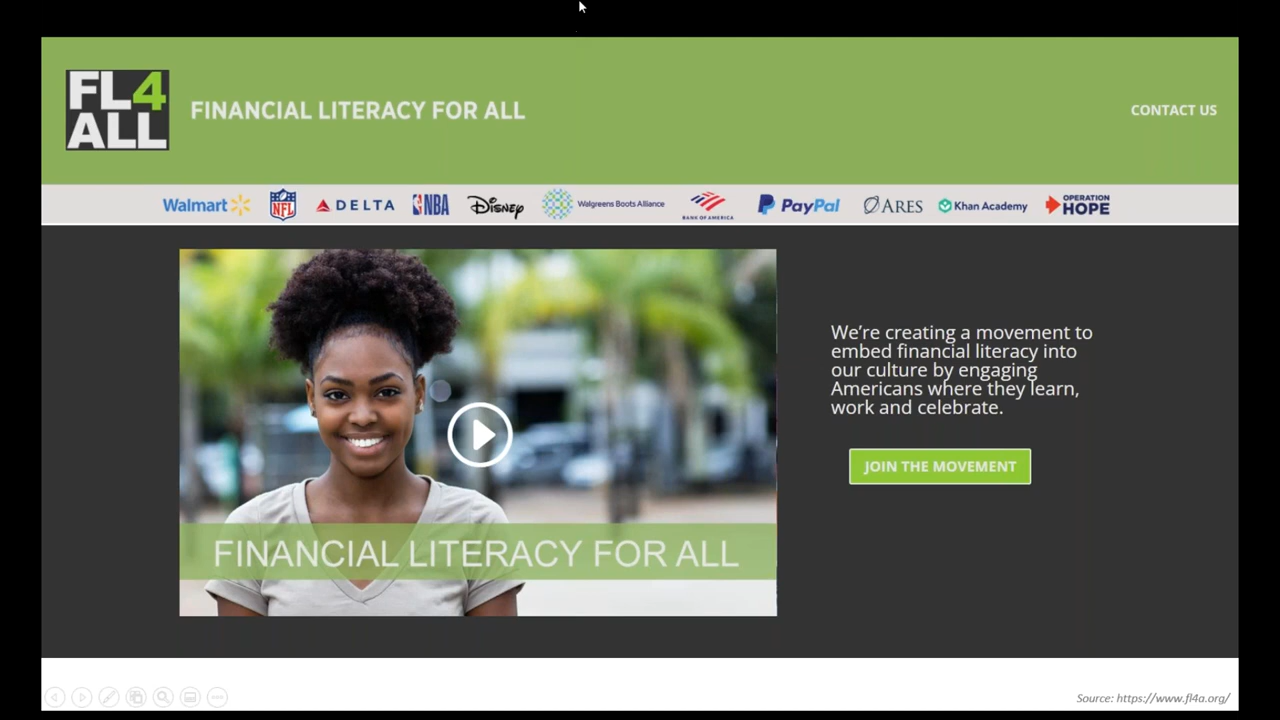 FL4
ALL
FINANCIAL LITERACY FOR ALL
CONTACT US
Walmart
NFL
DELTA
NBA
Disney
Walgreens Boots Alliance
BANK OF AMERICA
PayPal
ARES
Khan Academy
OPERATION
HOPE
We’re creating a movement to
embed financial literacy into
our culture by engaging
Americans where they learn,
work and celebrate.
JOIN THE MOVEMENT
FINANCIAL LITERACY FOR ALL
Source: https://www.fl4a.org/